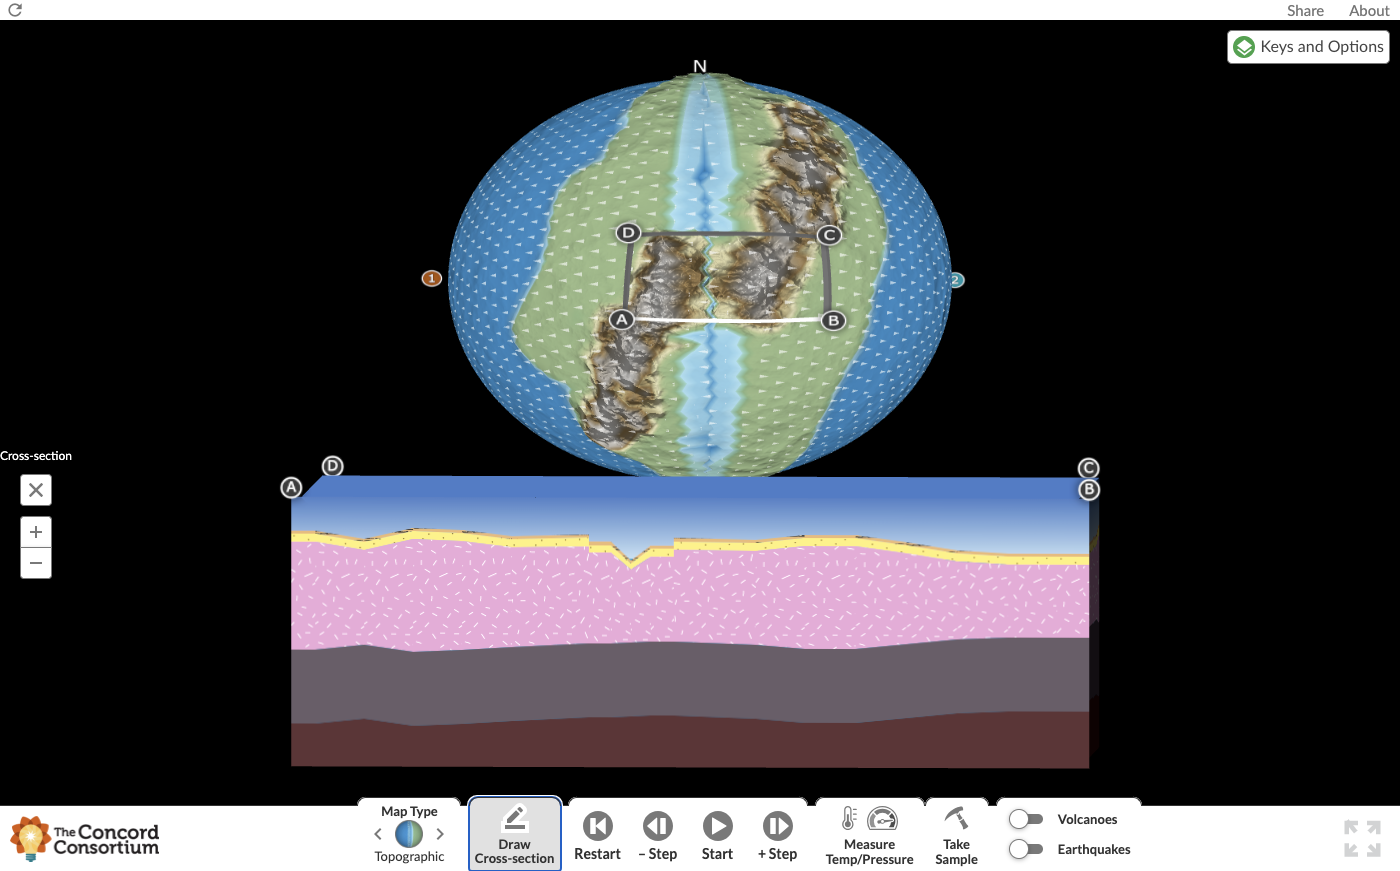 Share About
Keys and Options
N
D C
1 2
A B
Cross-section
D C
A B
The Concord
Consortium
Map Type
Topographic
Draw
Cross-section
Restart
– Step
Start
+ Step
Measure
Temp/Pressure
Take
Sample
Volcanoes
Earthquakes